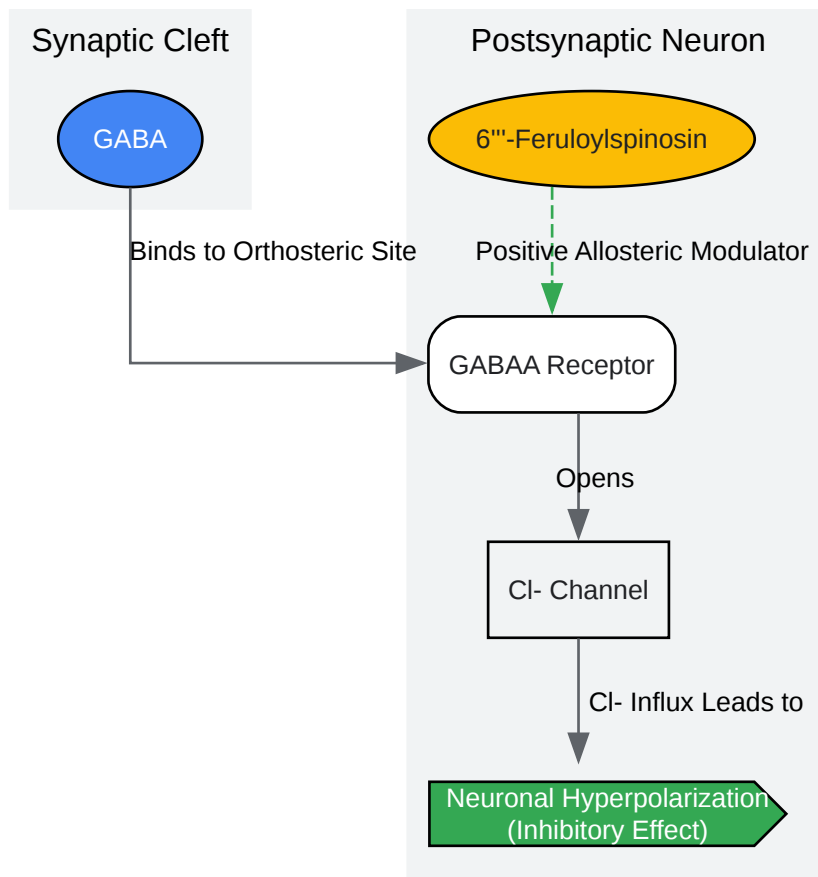 Synaptic Cleft
Postsynaptic Neuron
GABA
6'''-Feruloylspinosin
Binds to Orthosteric Site
Positive Allosteric Modulator
GABAA Receptor
Opens
Cl- Channel
Cl- Influx Leads to
Neuronal Hyperpolarization
(Inhibitory Effect)